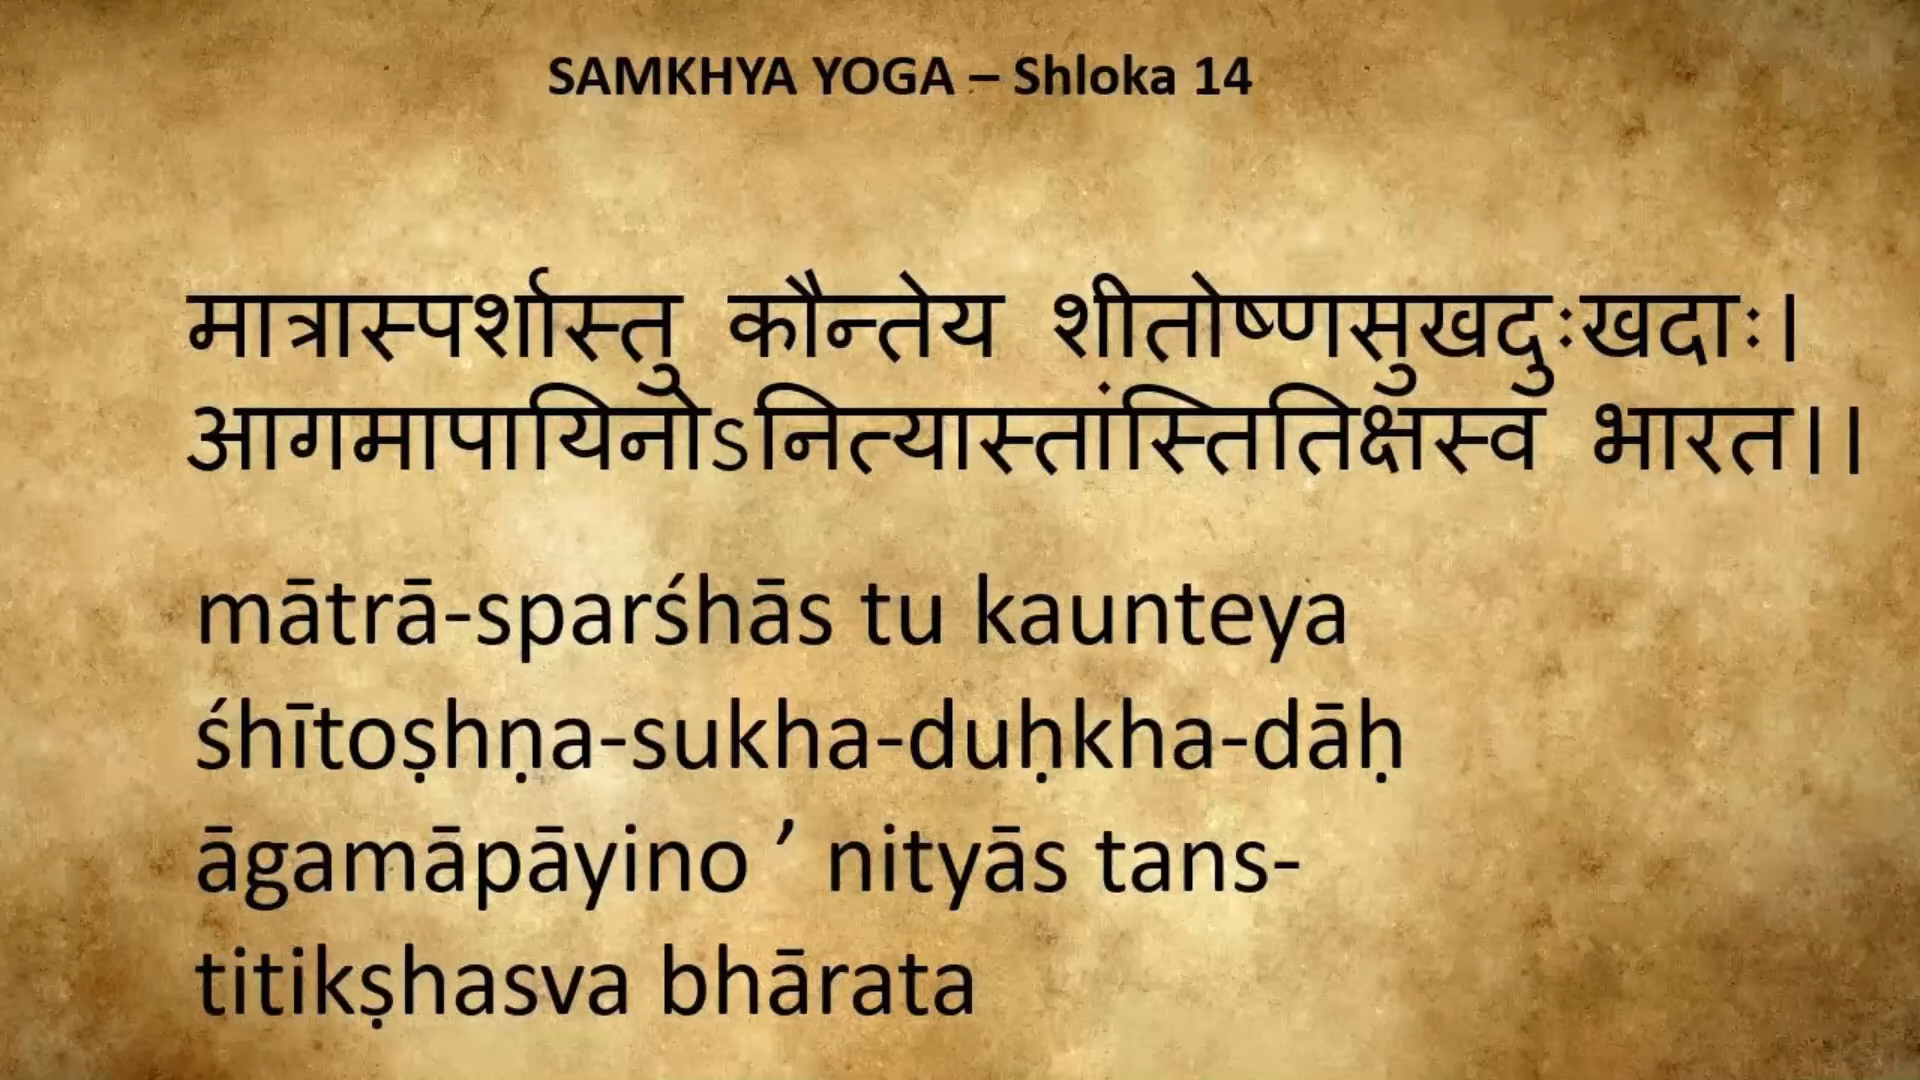 SAMKHYA YOGA – Shloka 14
मात्रास्पर्शास्तु कौन्तेय शीतोष्णसुखदुःखदाः।
आगमापायिनोऽनित्यास्तांस्तितिक्षस्व भारत।।
mātrā-sparśhās tu kaunteya
śhītoṣhṇa-sukha-duḥkha-dāḥ
āgamāpāyino ’ nityās tans-
titikṣhasva bhārata